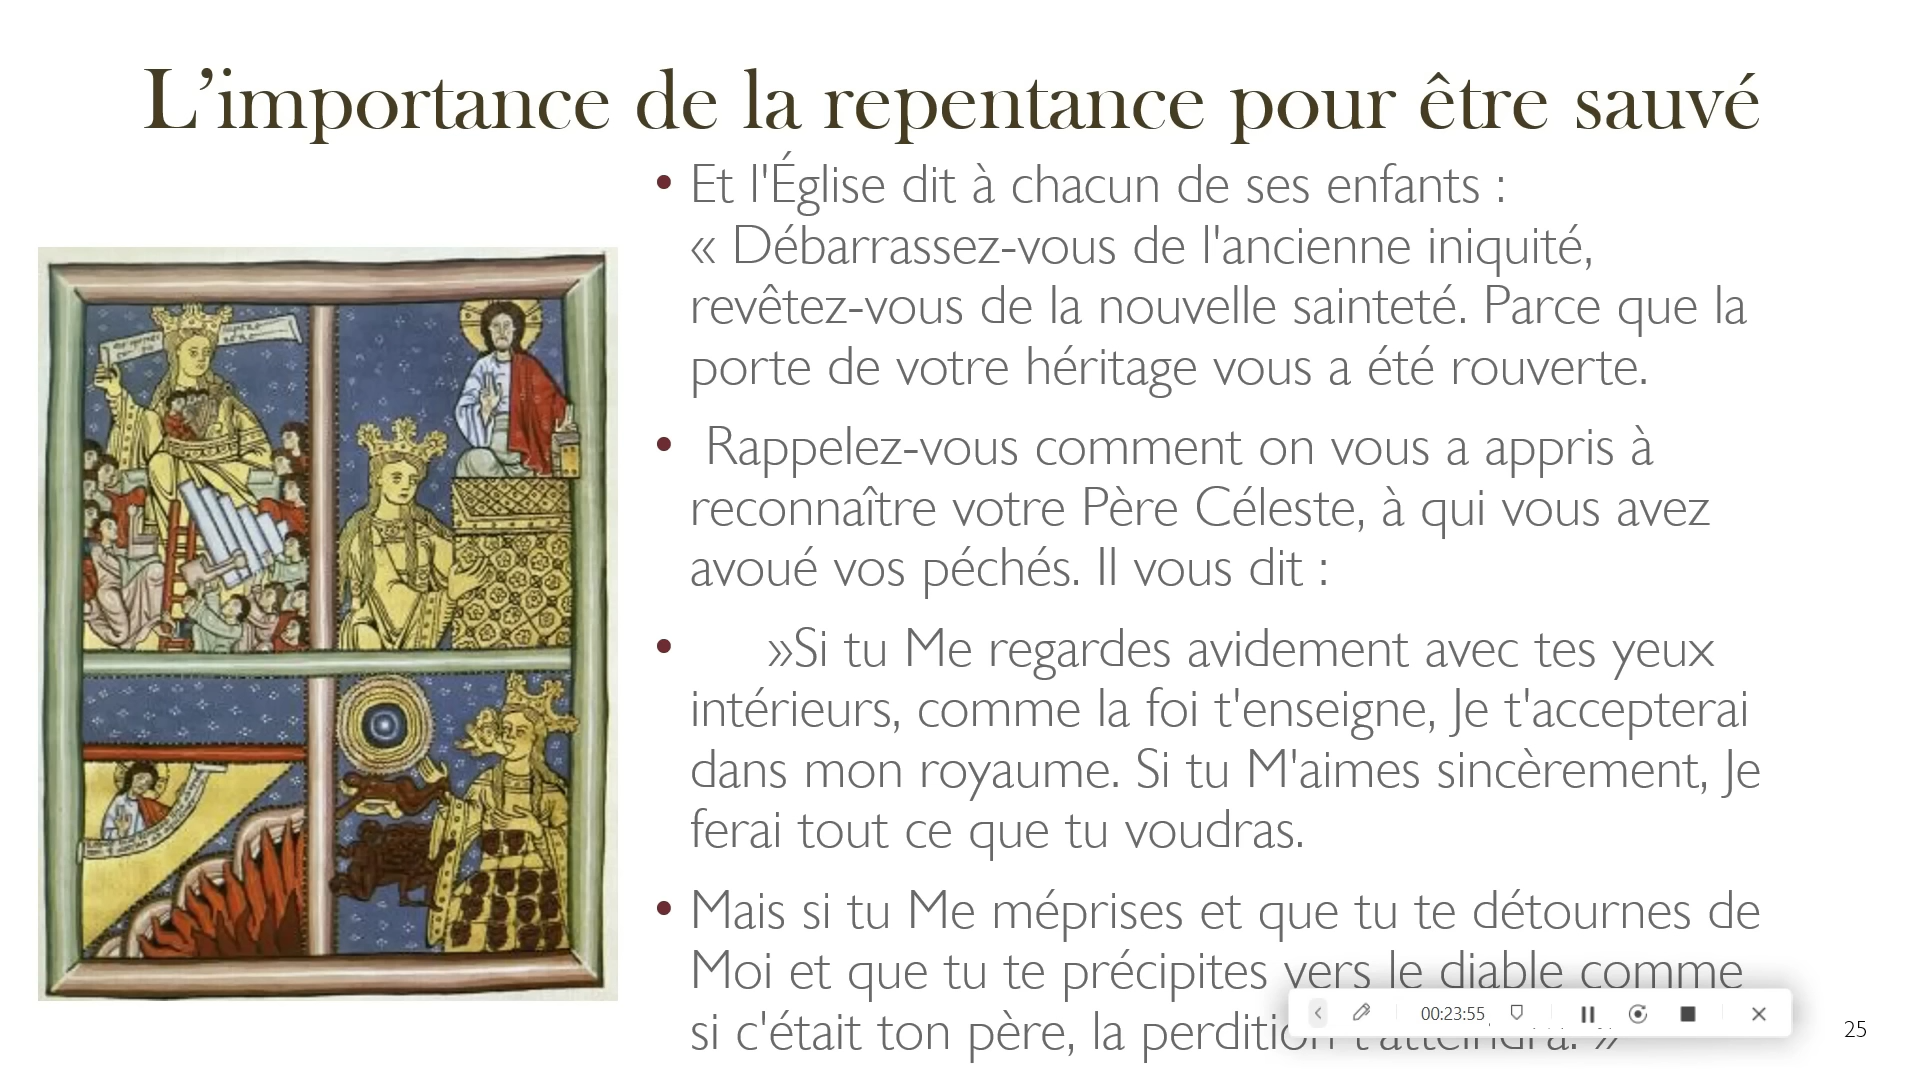 L’importance de la repentance pour être sauvé
• Et l'Église dit à chacun de ses enfants :
« Débarrassez-vous de l'ancienne iniquité,
revêtez-vous de la nouvelle sainteté. Parce que la
porte de votre héritage vous a été rouverte.
• Rappelez-vous comment on vous a appris à
reconnaître votre Père Céleste, à qui vous avez
avoué vos péchés. Il vous dit :
• »Si tu Me regardes avidement avec tes yeux
intérieurs, comme la foi t'enseigne, Je t'accepterai
dans mon royaume. Si tu M'aimes sincèrement, Je
ferai tout ce que tu voudras.
• Mais si tu Me méprises et que tu te détournes de
Moi et que tu te précipites vers le diable comme
si c'était ton père, la perdition t'atteindra. »
00:23:55
25